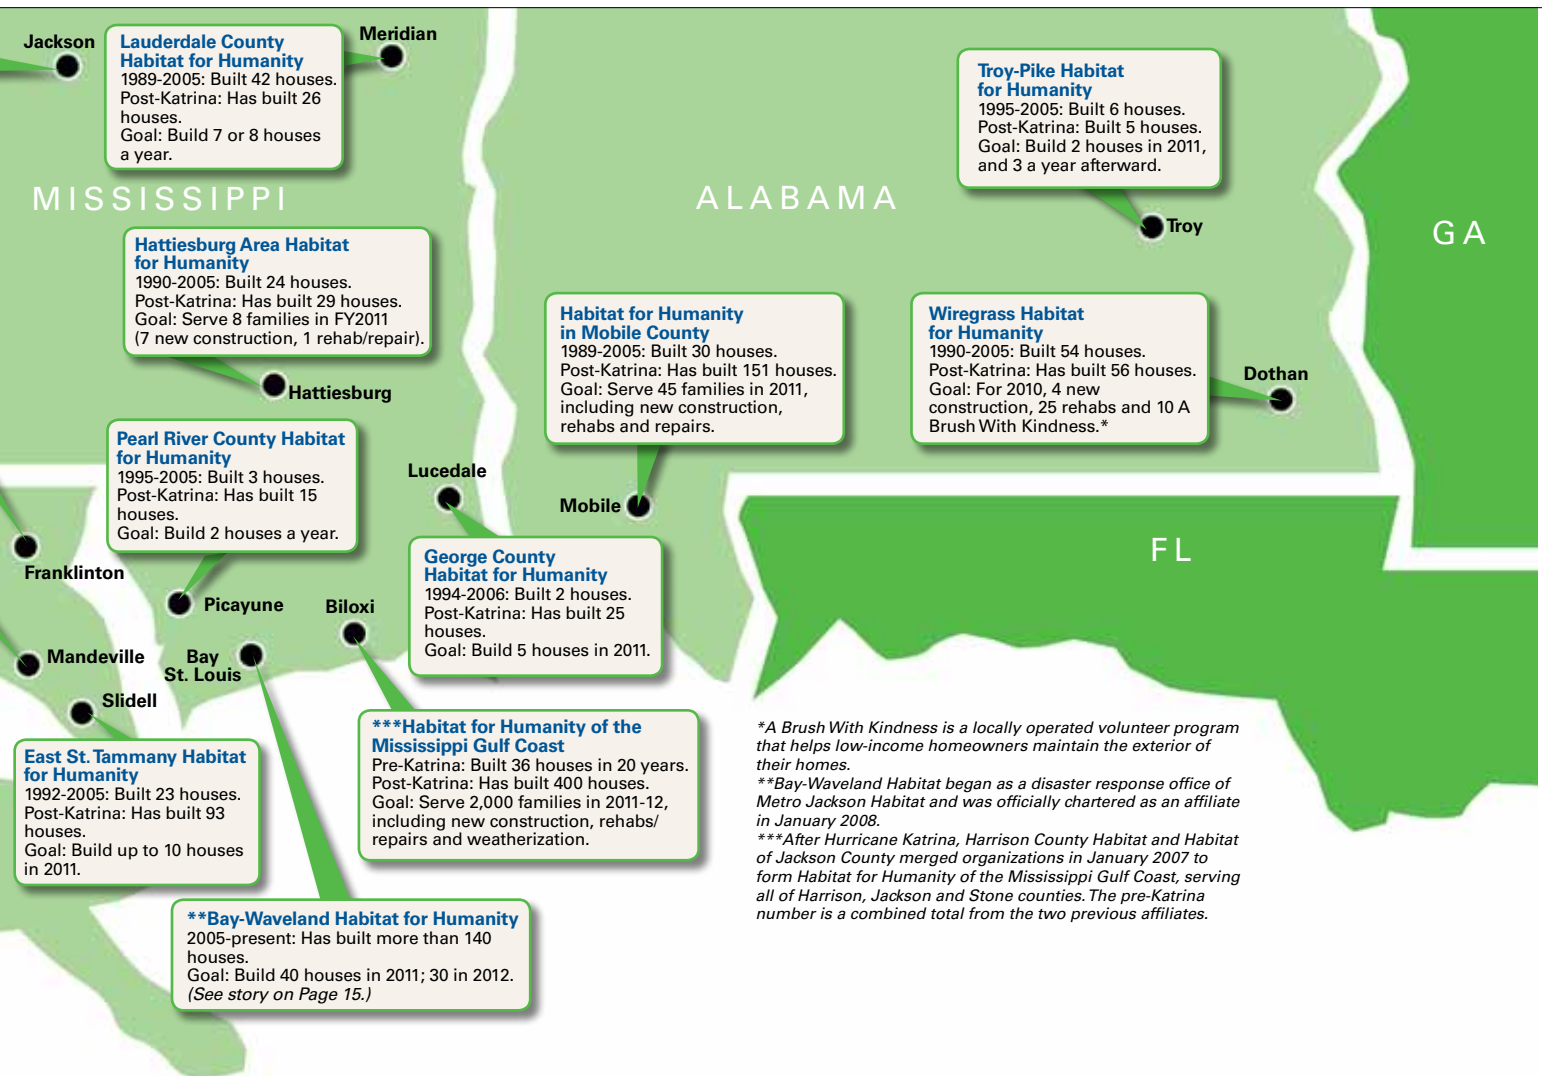 Jackson
Lauderdale County
Habitat for Humanity
1989-2005: Built 42 houses.
Post-Katrina: Has built 26
houses.
Goal: Build 7 or 8 houses
a year.
Meridian
Troy-Pike Habitat
for Humanity
1995-2005: Built 6 houses.
Post-Katrina: Built 5 houses.
Goal: Build 2 houses in 2011,
and 3 a year afterward.
MISSISSIPPI
ALABAMA
Troy
GA
Hattiesburg Area Habitat
for Humanity
1990-2005: Built 24 houses.
Post-Katrina: Has built 29 houses.
Goal: Serve 8 families in FY2011
(7 new construction, 1 rehab/repair).
Hattiesburg
Habitat for Humanity
in Mobile County
1989-2005: Built 30 houses.
Post-Katrina: Has built 151 houses.
Goal: Serve 45 families in 2011,
including new construction,
rehabs and repairs.
Wiregrass Habitat
for Humanity
1990-2005: Built 54 houses.
Post-Katrina: Has built 56 houses.
Goal: For 2010, 4 new
construction, 25 rehabs and 10 A
Brush With Kindness.*
Dothan
Pearl River County Habitat
for Humanity
1995-2005: Built 3 houses.
Post-Katrina: Has built 15
houses.
Goal: Build 2 houses a year.
Lucedale
Mobile
Franklinton
Picayune
Biloxi
George County
Habitat for Humanity
1994-2006: Built 2 houses.
Post-Katrina: Has built 25
houses.
Goal: Build 5 houses in 2011.
FL
Mandeville
Bay
St. Louis
Slidell
East St. Tammany Habitat
for Humanity
1992-2005: Built 23 houses.
Post-Katrina: Has built 93
houses.
Goal: Build up to 10 houses
in 2011.
***Habitat for Humanity of the
Mississippi Gulf Coast
Pre-Katrina: Built 36 houses in 20 years.
Post-Katrina: Has built 400 houses.
Goal: Serve 2,000 families in 2011-12,
including new construction, rehabs/
repairs and weatherization.
**Bay-Waveland Habitat for Humanity
2005-present: Has built more than 140
houses.
Goal: Build 40 houses in 2011; 30 in 2012.
(See story on Page 15.)
*A Brush With Kindness is a locally operated volunteer program
that helps low-income homeowners maintain the exterior of
their homes.
**Bay-Waveland Habitat began as a disaster response office of
Metro Jackson Habitat and was officially chartered as an affiliate
in January 2008.
***After Hurricane Katrina, Harrison County Habitat and Habitat
of Jackson County merged organizations in January 2007 to
form Habitat for Humanity of the Mississippi Gulf Coast, serving
all of Harrison, Jackson and Stone counties. The pre-Katrina
number is a combined total from the two previous affiliates.